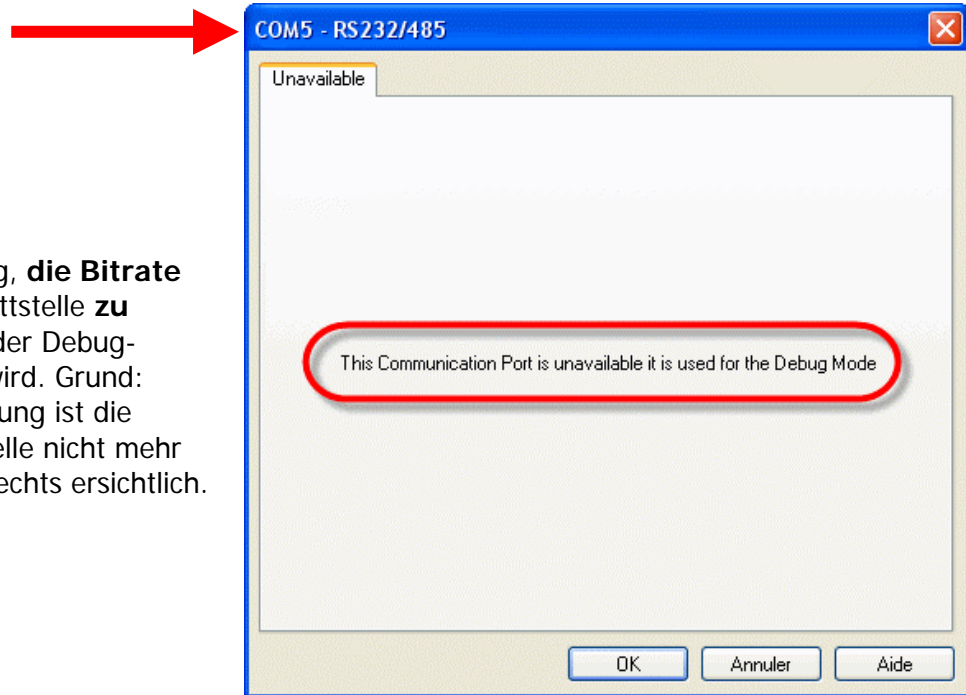 COM5 - RS232/485
Unavailable
g, die Bitrate
ttstelle zu
der Debug-
vird. Grund:
ung ist die
elle nicht mehr
echts ersichtlich.
This Communication Port is unavailable it is used for the Debug Mode
OK
Annuler
Aide